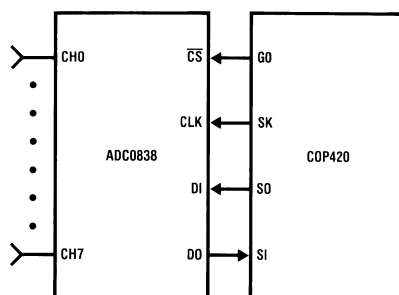 CH0 CS G0
CLK SK
ADC0838 COP420
DI SO
CH7 DO SI